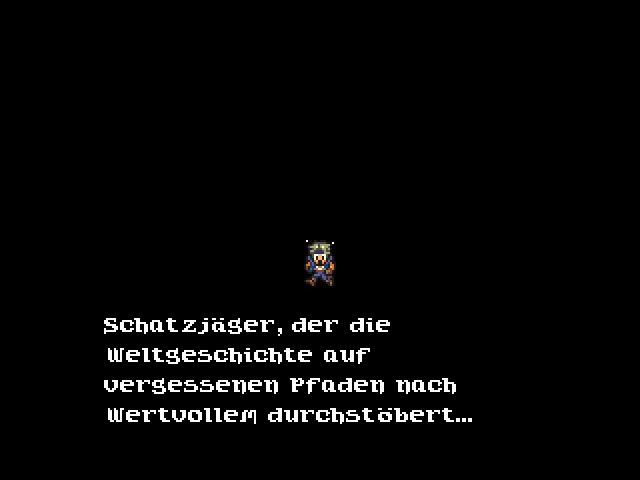 Schatzjäger, der die
Weltgeschichte auf
vergessenen Pfaden nach
Wertvollem durchstöbert...